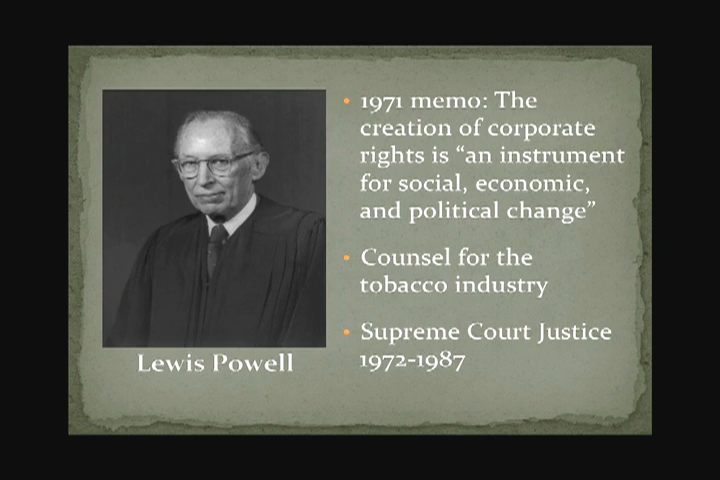 1971 memo: The
creation of corporate
rights is “an instrument
for social, economic,
and political change”
Counsel for the
tobacco industry
Supreme Court Justice
1972-1987
Lewis Powell